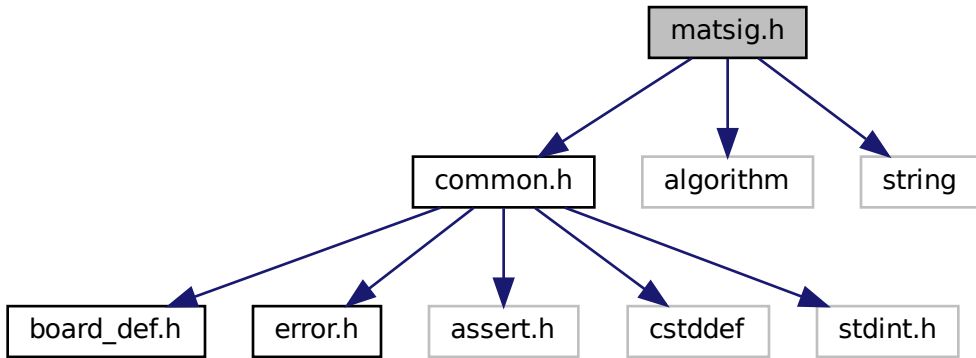 matsig.h
common.h
algorithm
string
board_def.h
error.h
assert.h
cstddef
stdint.h